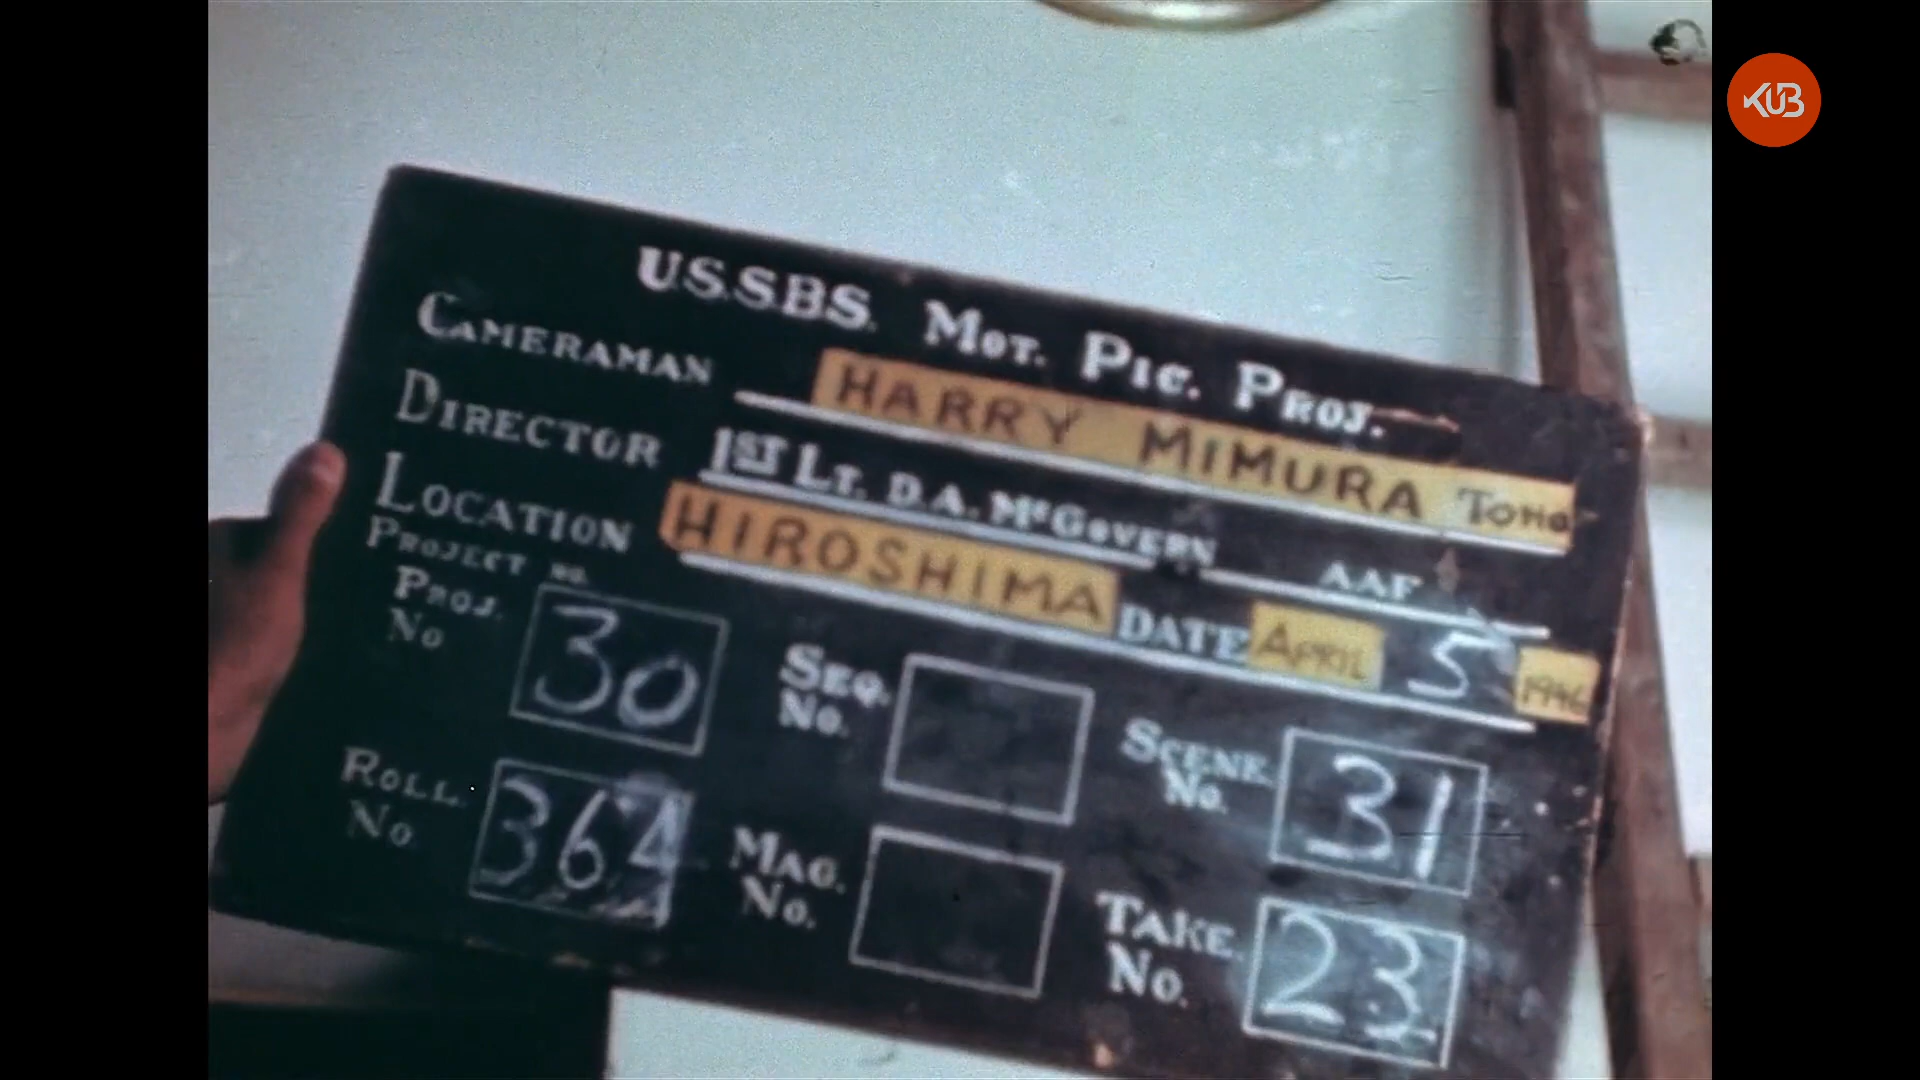 KUB
U.S.S.B.S. MOT. PIC. PROJ.
CAMERAMAN HARRY MIMURA TOHO
DIRECTOR 1ST LT. D.A. McGOVERN AAF
LOCATION HIROSHIMA DATE APRIL 5 1946
PROJECT NO.
PROJ. NO 30 SEQ. NO. SCENE. NO. 31
ROLL. NO 364 MAG. NO. TAKE. NO. 23